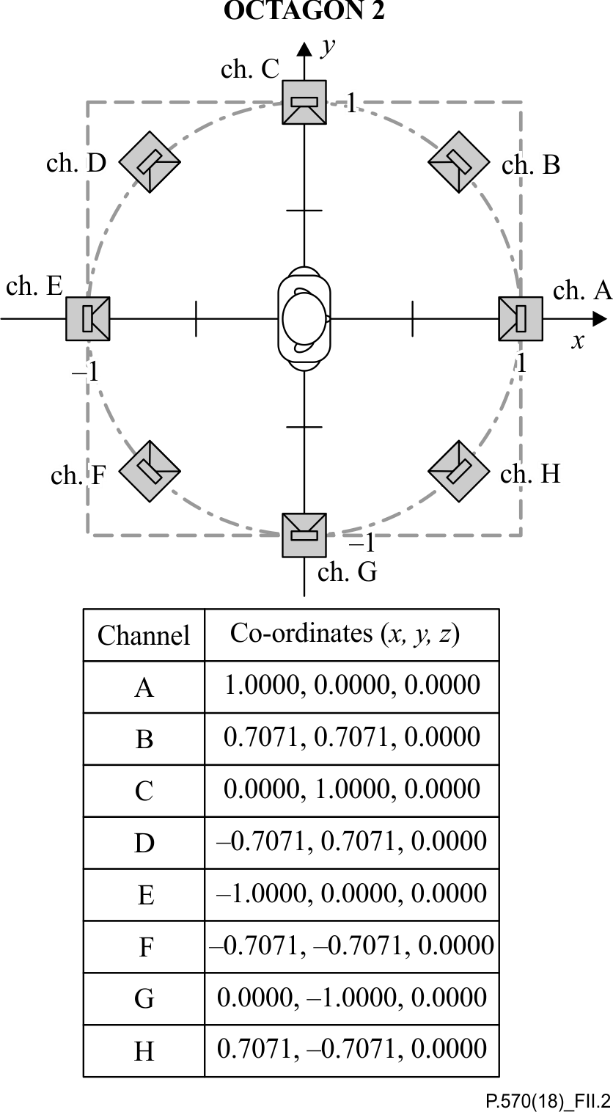 OCTAGON 2
y
ch. C
1
ch. D
ch. B
ch. E
ch. A
x
–1
1
ch. F
ch. H
–1
ch. G
Channel Co-ordinates (x, y, z)
A 1.0000, 0.0000, 0.0000
B 0.7071, 0.7071, 0.0000
C 0.0000, 1.0000, 0.0000
D –0.7071, 0.7071, 0.0000
E –1.0000, 0.0000, 0.0000
F –0.7071, –0.7071, 0.0000
G 0.0000, –1.0000, 0.0000
H 0.7071, –0.7071, 0.0000
P.570(18)_FII.2